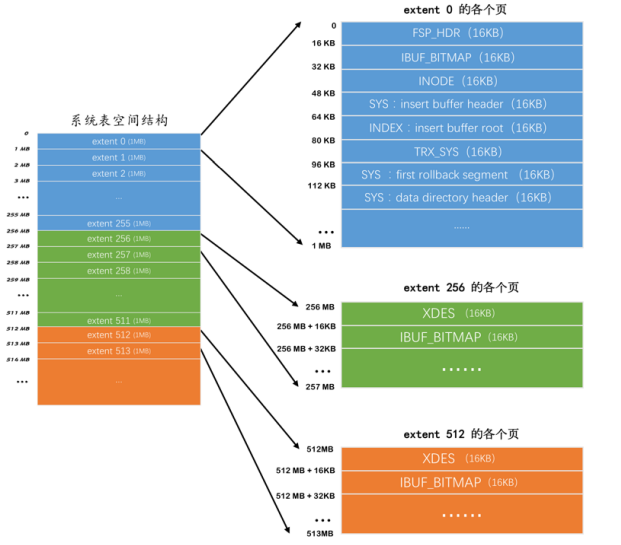 系统表空间结构
0
extent 0 (1MB)
1 MB
extent 1 (1MB)
2 MB
extent 2 (1MB)
3 MB
...
...
255 MB
extent 255 (1MB)
256 MB
extent 256 (1MB)
257 MB
extent 257 (1MB)
258 MB
extent 258 (1MB)
259 MB
...
...
511 MB
extent 511 (1MB)
512 MB
extent 512 (1MB)
513 MB
extent 513 (1MB)
514 MB
...
...
extent 0 的各个页
0
FSP_HDR（16KB）
16 KB
IBUF_BITMAP（16KB）
32 KB
INODE（16KB）
48 KB
SYS：insert buffer header（16KB）
64 KB
INDEX：insert buffer root（16KB）
80 KB
TRX_SYS（16KB）
96 KB
SYS：first rollback segment （16KB）
112 KB
SYS：data directory header（16KB）
...
......
1 MB
extent 256 的各个页
256 MB
XDES （16KB）
256 MB + 16KB
IBUF_BITMAP（16KB）
256 MB + 32KB
...
......
257 MB
extent 512 的各个页
512MB
XDES （16KB）
512 MB + 16KB
IBUF_BITMAP（16KB）
512 MB + 32KB
...
......
513MB